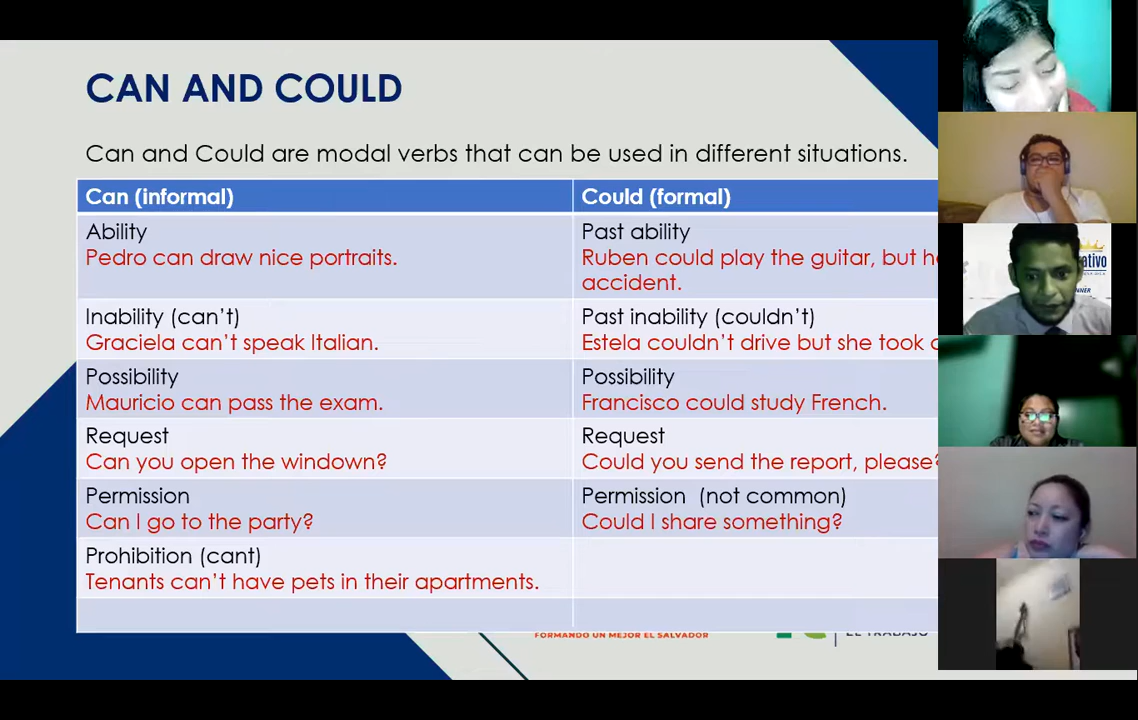 CAN AND COULD
Can and Could are modal verbs that can be used in different situations.
Can (informal)
Could (formal)
Ability
Pedro can draw nice portraits.
Past ability
Ruben could play the guitar, but
accident.
Inability (can't)
Graciela can't speak Italian.
Past inability (couldn't)
Estela couldn't drive but she took
Possibility
Mauricio can pass the exam.
Possibility
Francisco could study French.
Request
Can you open the windown?
Request
Could you send the report, please?
Permission
Can I go to the party?
Permission (not common)
Could I share something?
Prohibition (cant)
Tenants can't have pets in their apartments.
FORMANDO UN MEJOR EL SALVADOR
EL TRABAJO